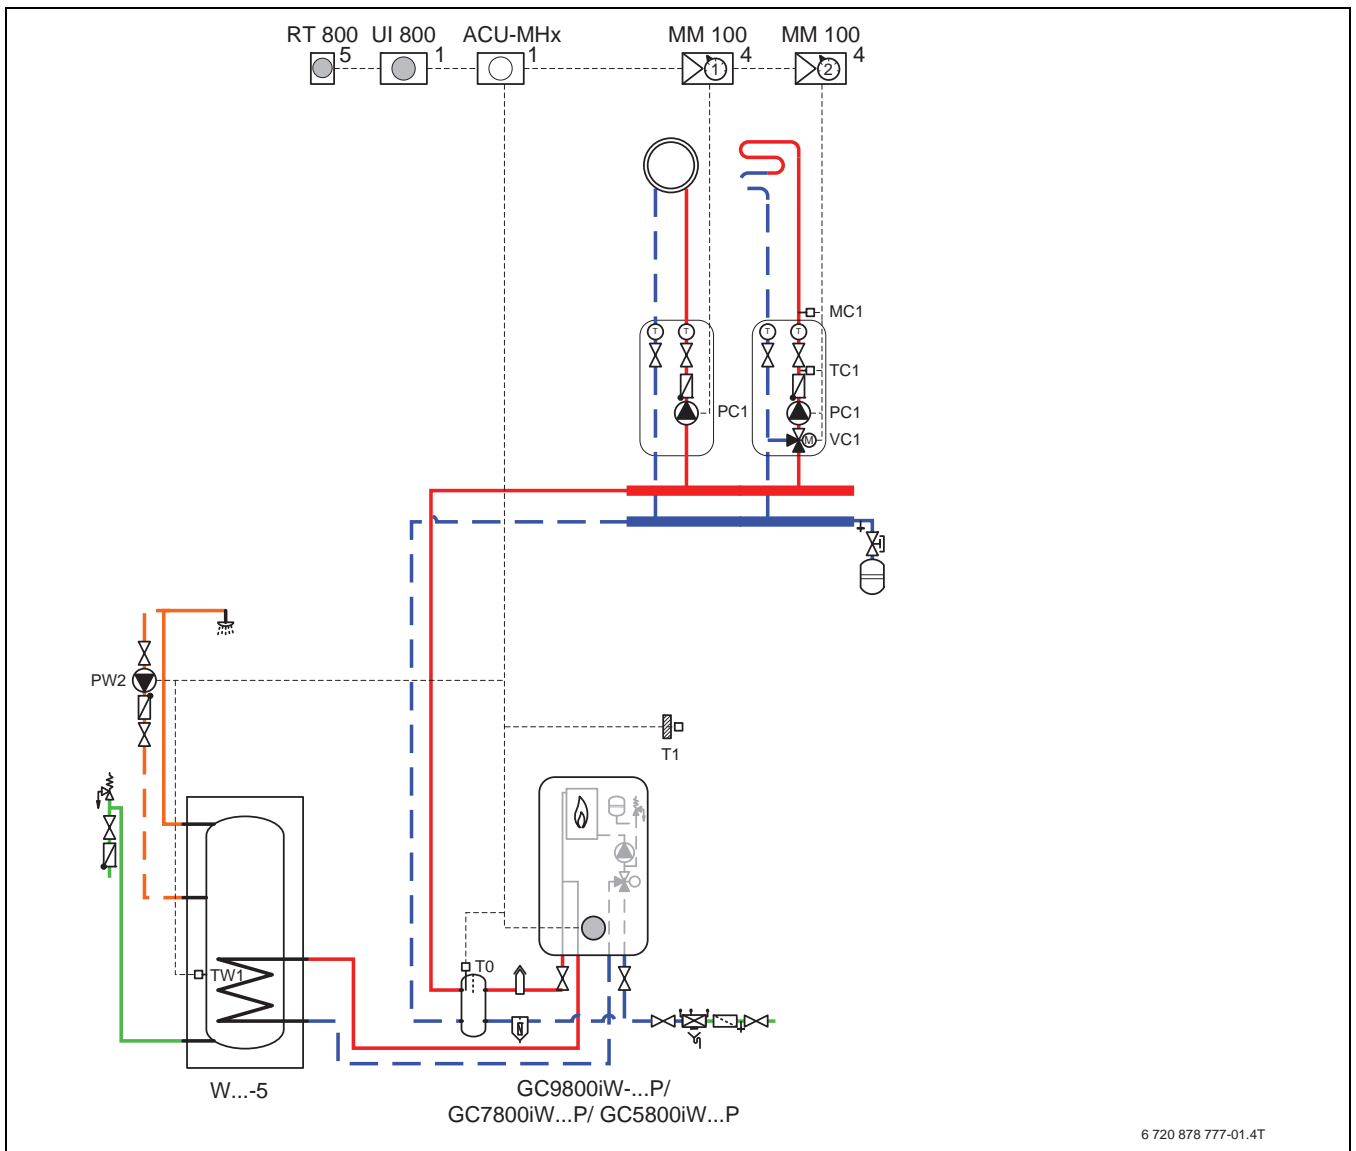 RT 800 UI 800 ACU-MHx MM 100 MM 100
5 1 1 4 4
1 2
MC1
T T T T
TC1
PC1 PC1
M VC1
PW2
T1
T0
TW1
W...-5
GC9800iW-...P/
GC7800iW...P/ GC5800iW...P
6 720 878 777-01.4T